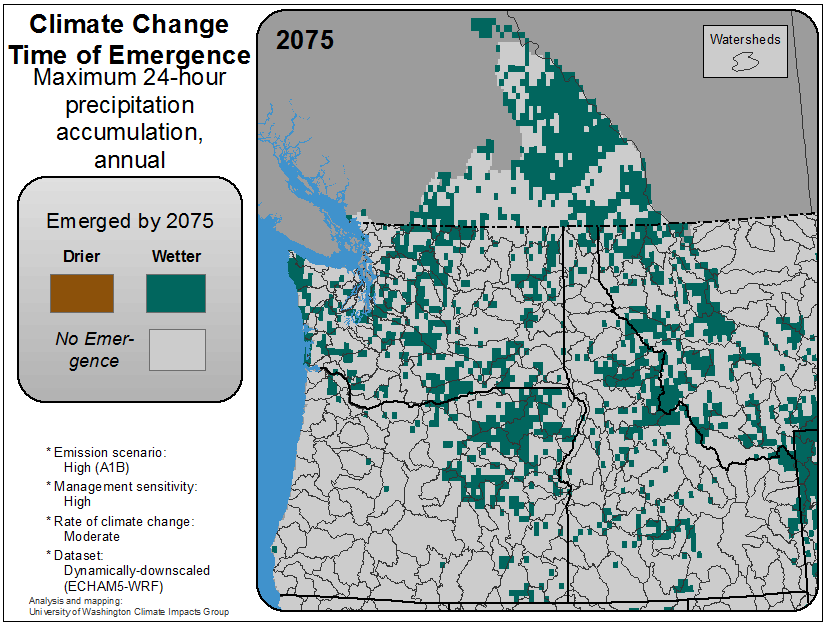 Climate Change
Time of Emergence
Maximum 24-hour
precipitation
accumulation,
annual
Emerged by 2075
Drier
Wetter
No Emer-
gence
* Emission scenario:
High (A1B)
* Management sensitivity:
High
* Rate of climate change:
Moderate
* Dataset:
Dynamically-downscaled
(ECHAM5-WRF)
Analysis and mapping:
University of Washington Climate Impacts Group
2075
Watersheds